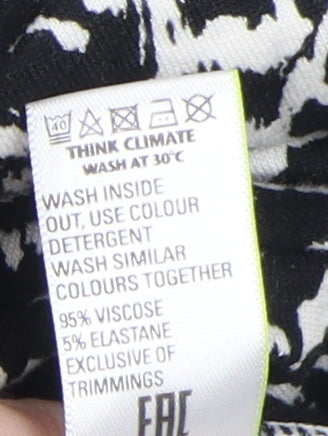 40
THINK CLIMATE
WASH AT 30°C
WASH INSIDE
OUT, USE COLOUR
DETERGENT
WASH SIMILAR
COLOURS TOGETHER
95% VISCOSE
5% ELASTANE
EXCLUSIVE OF
TRIMMINGS
EAC